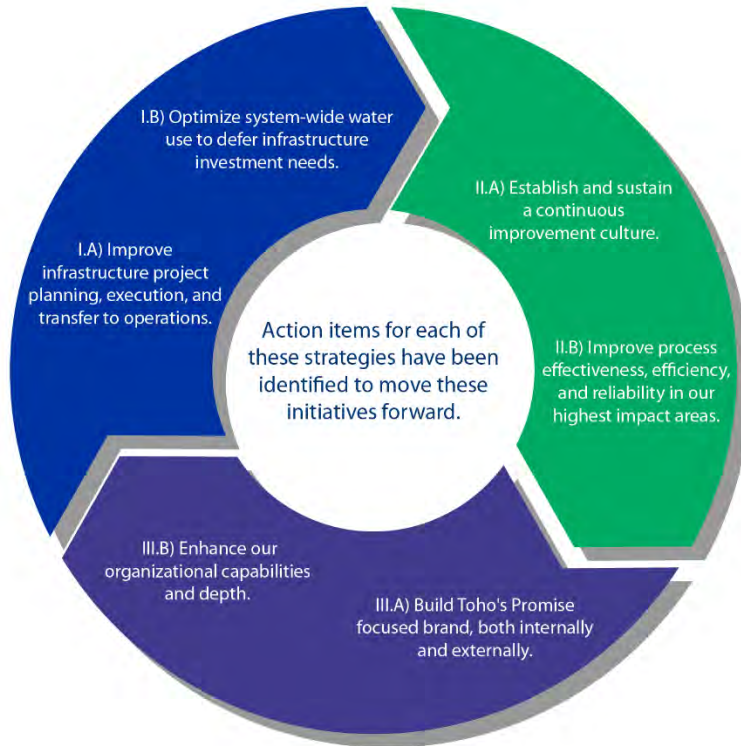 I.B) Optimize system-wide water
use to defer infrastructure
investment needs.
I.A) Improve
infrastructure project
planning, execution, and
transfer to operations.
II.A) Establish and sustain
a continuous
improvement culture.
II.B) Improve process
effectiveness, efficiency,
and reliability in our
highest impact areas.
Action items for each of
these strategies have been
identified to move these
initiatives forward.
III.B) Enhance our
organizational capabilities
and depth.
III.A) Build Toho's Promise
focused brand, both internally
and externally.